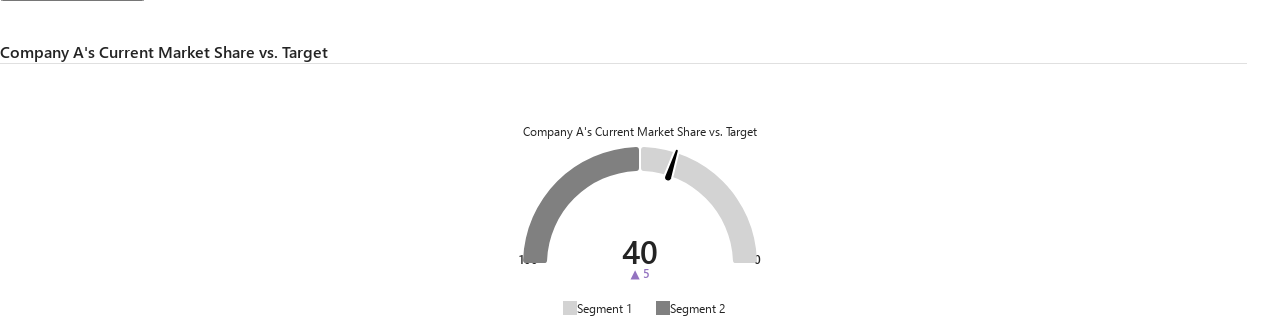 Company A's Current Market Share vs. Target
Company A's Current Market Share vs. Target
40
▲ 5
Segment 1
Segment 2